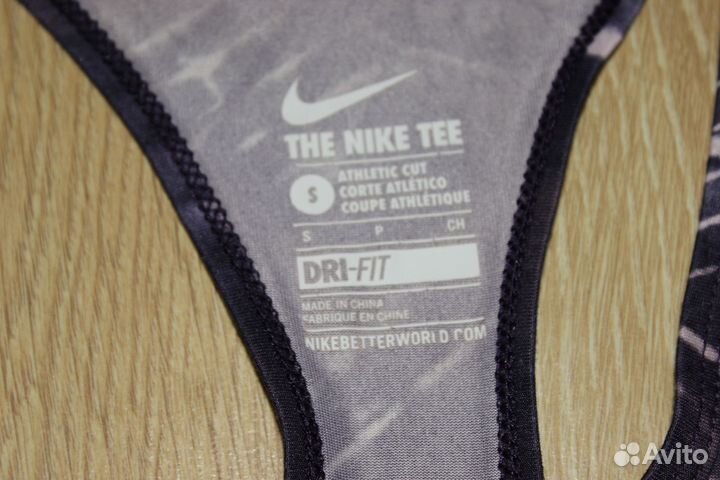 THE NIKE TEE
S
ATHLETIC CUT
CORTE ATLÉTICO
COUPE ATHLÉTIQUE
S P CH
DRI-FIT
MADE IN CHINA
FABRIQUE EN CHINE
NIKEBETTERWORLD.COM
Avito